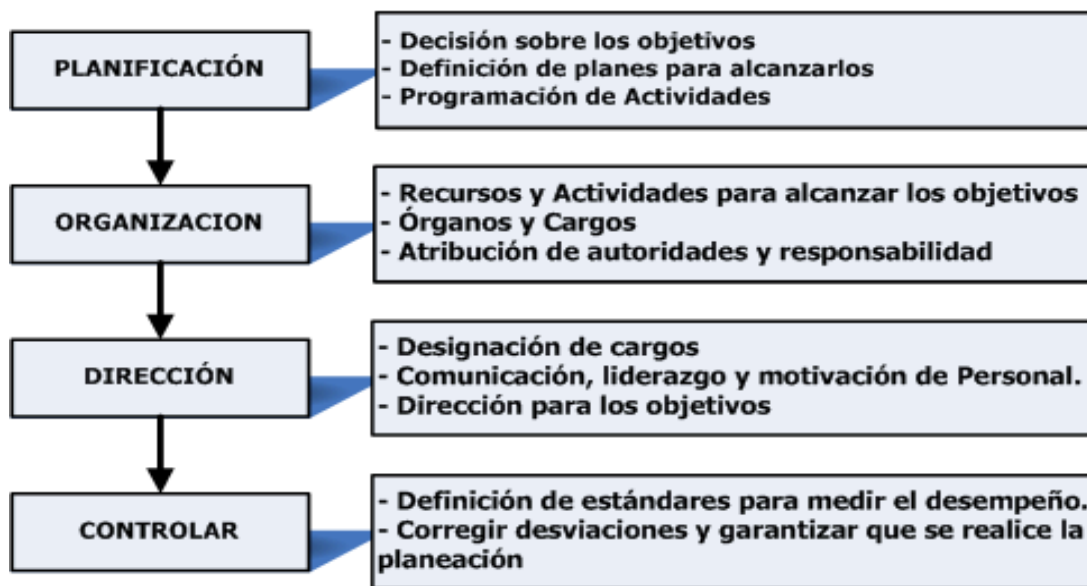 PLANIFICACIÓN
- Decisión sobre los objetivos
- Definición de planes para alcanzarlos
- Programación de Actividades
ORGANIZACION
- Recursos y Actividades para alcanzar los objetivos
- Órganos y Cargos
- Atribución de autoridades y responsabilidad
DIRECCIÓN
- Designación de cargos
- Comunicación, liderazgo y motivación de Personal.
- Dirección para los objetivos
CONTROLAR
- Definición de estándares para medir el desempeño.
- Corregir desviaciones y garantizar que se realice la
planeación